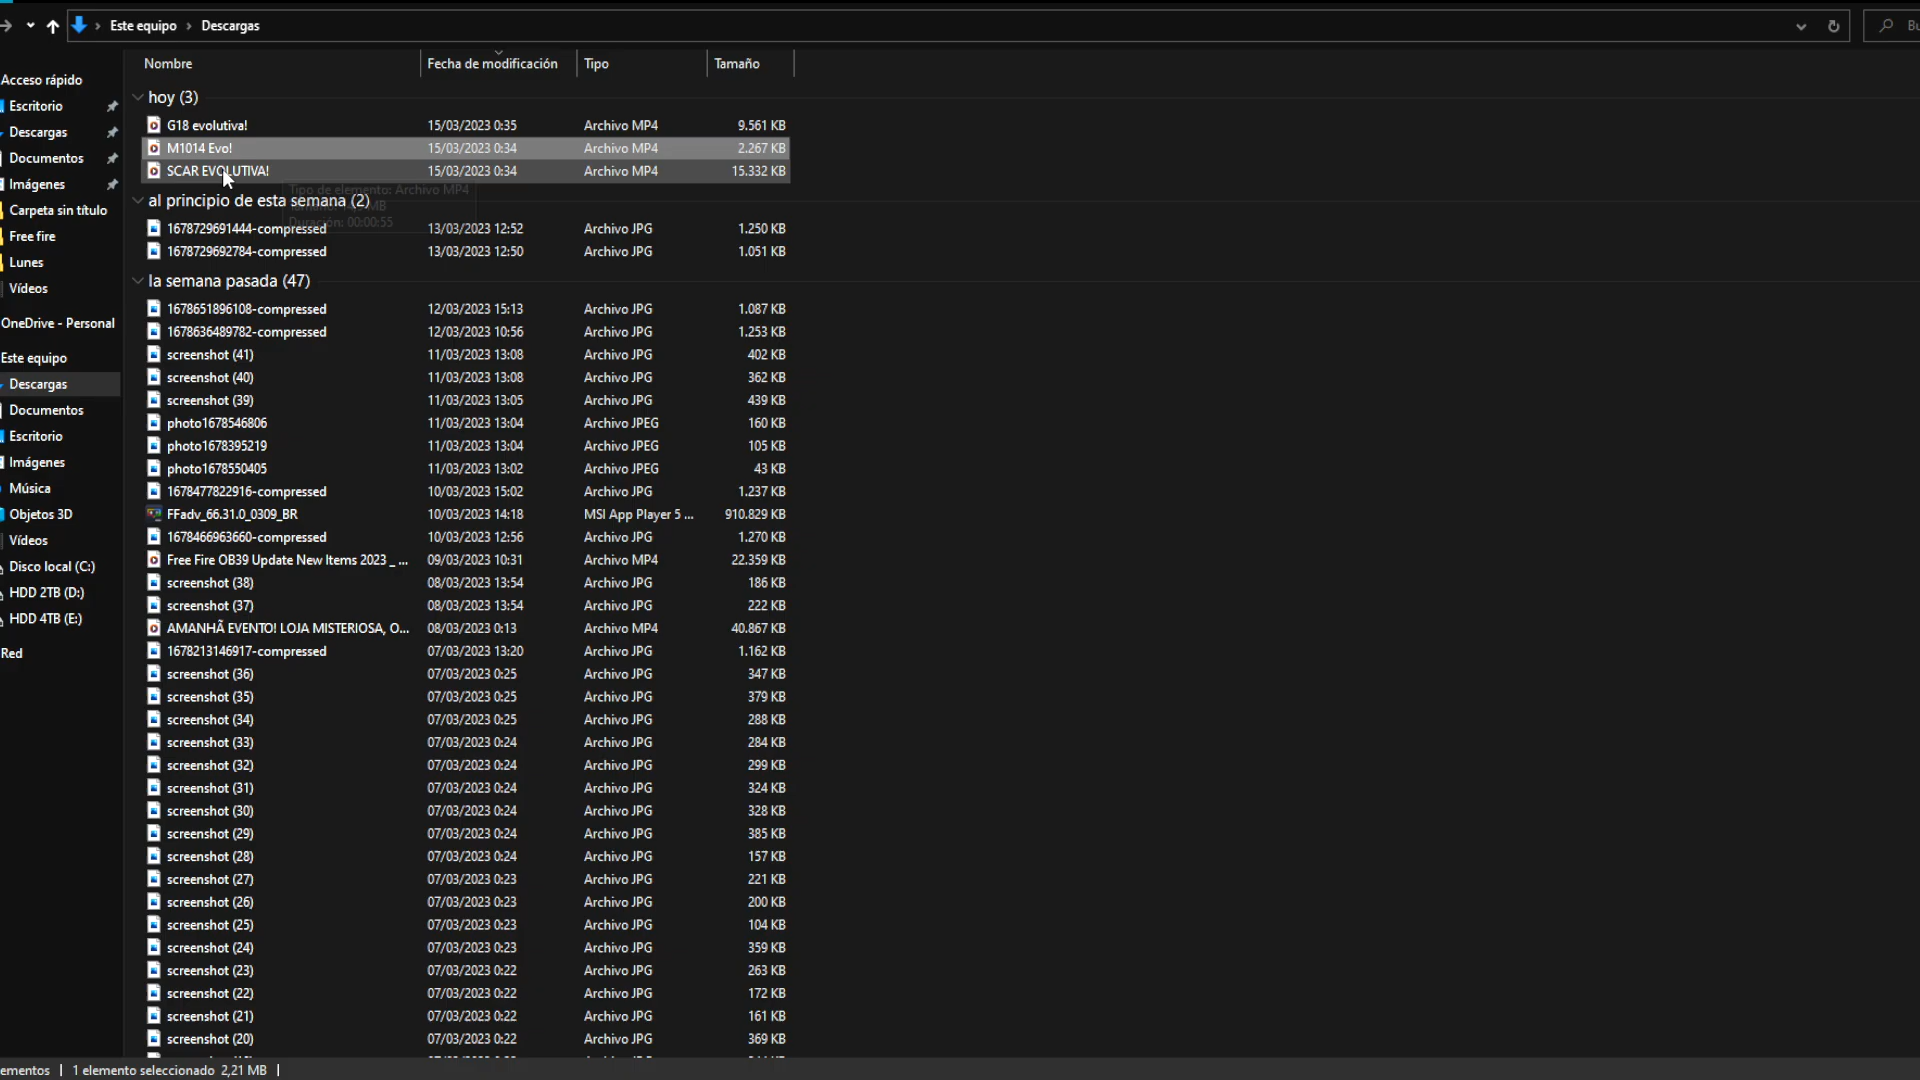 Este equipo > Descargas
Bu
Nombre Fecha de modificación Tipo Tamaño
Acceso rápido
Escritorio
Descargas
Documentos
Imágenes
Carpeta sin título
Free fire
Lunes
Vídeos
OneDrive - Personal
Este equipo
Descargas
Documentos
Escritorio
Imágenes
Música
Objetos 3D
Vídeos
Disco local (C:)
HDD 2TB (D:)
HDD 4TB (E:)
Red
hoy (3)
G18 evolutiva! 15/03/2023 0:35 Archivo MP4 9.561 KB
M1014 Evo! 15/03/2023 0:34 Archivo MP4 2.267 KB
SCAR EVOLUTIVA! 15/03/2023 0:34 Archivo MP4 15.332 KB
Tipo de elemento: Archivo MP4
MB
Duración: 00:00:55
al principio de esta semana (2)
1678729691444-compressed 13/03/2023 12:52 Archivo JPG 1.250 KB
1678729692784-compressed 13/03/2023 12:50 Archivo JPG 1.051 KB
la semana pasada (47)
1678651896108-compressed 12/03/2023 15:13 Archivo JPG 1.087 KB
1678636489782-compressed 12/03/2023 10:56 Archivo JPG 1.253 KB
screenshot (41) 11/03/2023 13:08 Archivo JPG 402 KB
screenshot (40) 11/03/2023 13:08 Archivo JPG 362 KB
screenshot (39) 11/03/2023 13:05 Archivo JPG 439 KB
photo1678546806 11/03/2023 13:04 Archivo JPEG 160 KB
photo1678395219 11/03/2023 13:04 Archivo JPEG 105 KB
photo1678550405 11/03/2023 13:02 Archivo JPEG 43 KB
1678477822916-compressed 10/03/2023 15:02 Archivo JPG 1.237 KB
FFadv_66.31.0_0309_BR 10/03/2023 14:18 MSI App Player 5 ... 910.829 KB
1678466963660-compressed 10/03/2023 12:56 Archivo JPG 1.270 KB
Free Fire OB39 Update New Items 2023 _ ... 09/03/2023 10:31 Archivo MP4 22.359 KB
screenshot (38) 08/03/2023 13:54 Archivo JPG 186 KB
screenshot (37) 08/03/2023 13:54 Archivo JPG 222 KB
AMANHÃ EVENTO! LOJA MISTERIOSA, O... 08/03/2023 0:13 Archivo MP4 40.867 KB
1678213146917-compressed 07/03/2023 13:20 Archivo JPG 1.162 KB
screenshot (36) 07/03/2023 0:25 Archivo JPG 347 KB
screenshot (35) 07/03/2023 0:25 Archivo JPG 379 KB
screenshot (34) 07/03/2023 0:25 Archivo JPG 288 KB
screenshot (33) 07/03/2023 0:24 Archivo JPG 284 KB
screenshot (32) 07/03/2023 0:24 Archivo JPG 299 KB
screenshot (31) 07/03/2023 0:24 Archivo JPG 324 KB
screenshot (30) 07/03/2023 0:24 Archivo JPG 328 KB
screenshot (29) 07/03/2023 0:24 Archivo JPG 385 KB
screenshot (28) 07/03/2023 0:24 Archivo JPG 157 KB
screenshot (27) 07/03/2023 0:23 Archivo JPG 221 KB
screenshot (26) 07/03/2023 0:23 Archivo JPG 200 KB
screenshot (25) 07/03/2023 0:23 Archivo JPG 104 KB
screenshot (24) 07/03/2023 0:23 Archivo JPG 359 KB
screenshot (23) 07/03/2023 0:22 Archivo JPG 263 KB
screenshot (22) 07/03/2023 0:22 Archivo JPG 172 KB
screenshot (21) 07/03/2023 0:22 Archivo JPG 161 KB
screenshot (20) 07/03/2023 0:22 Archivo JPG 369 KB
ementos | 1 elemento seleccionado 2,21 MB |